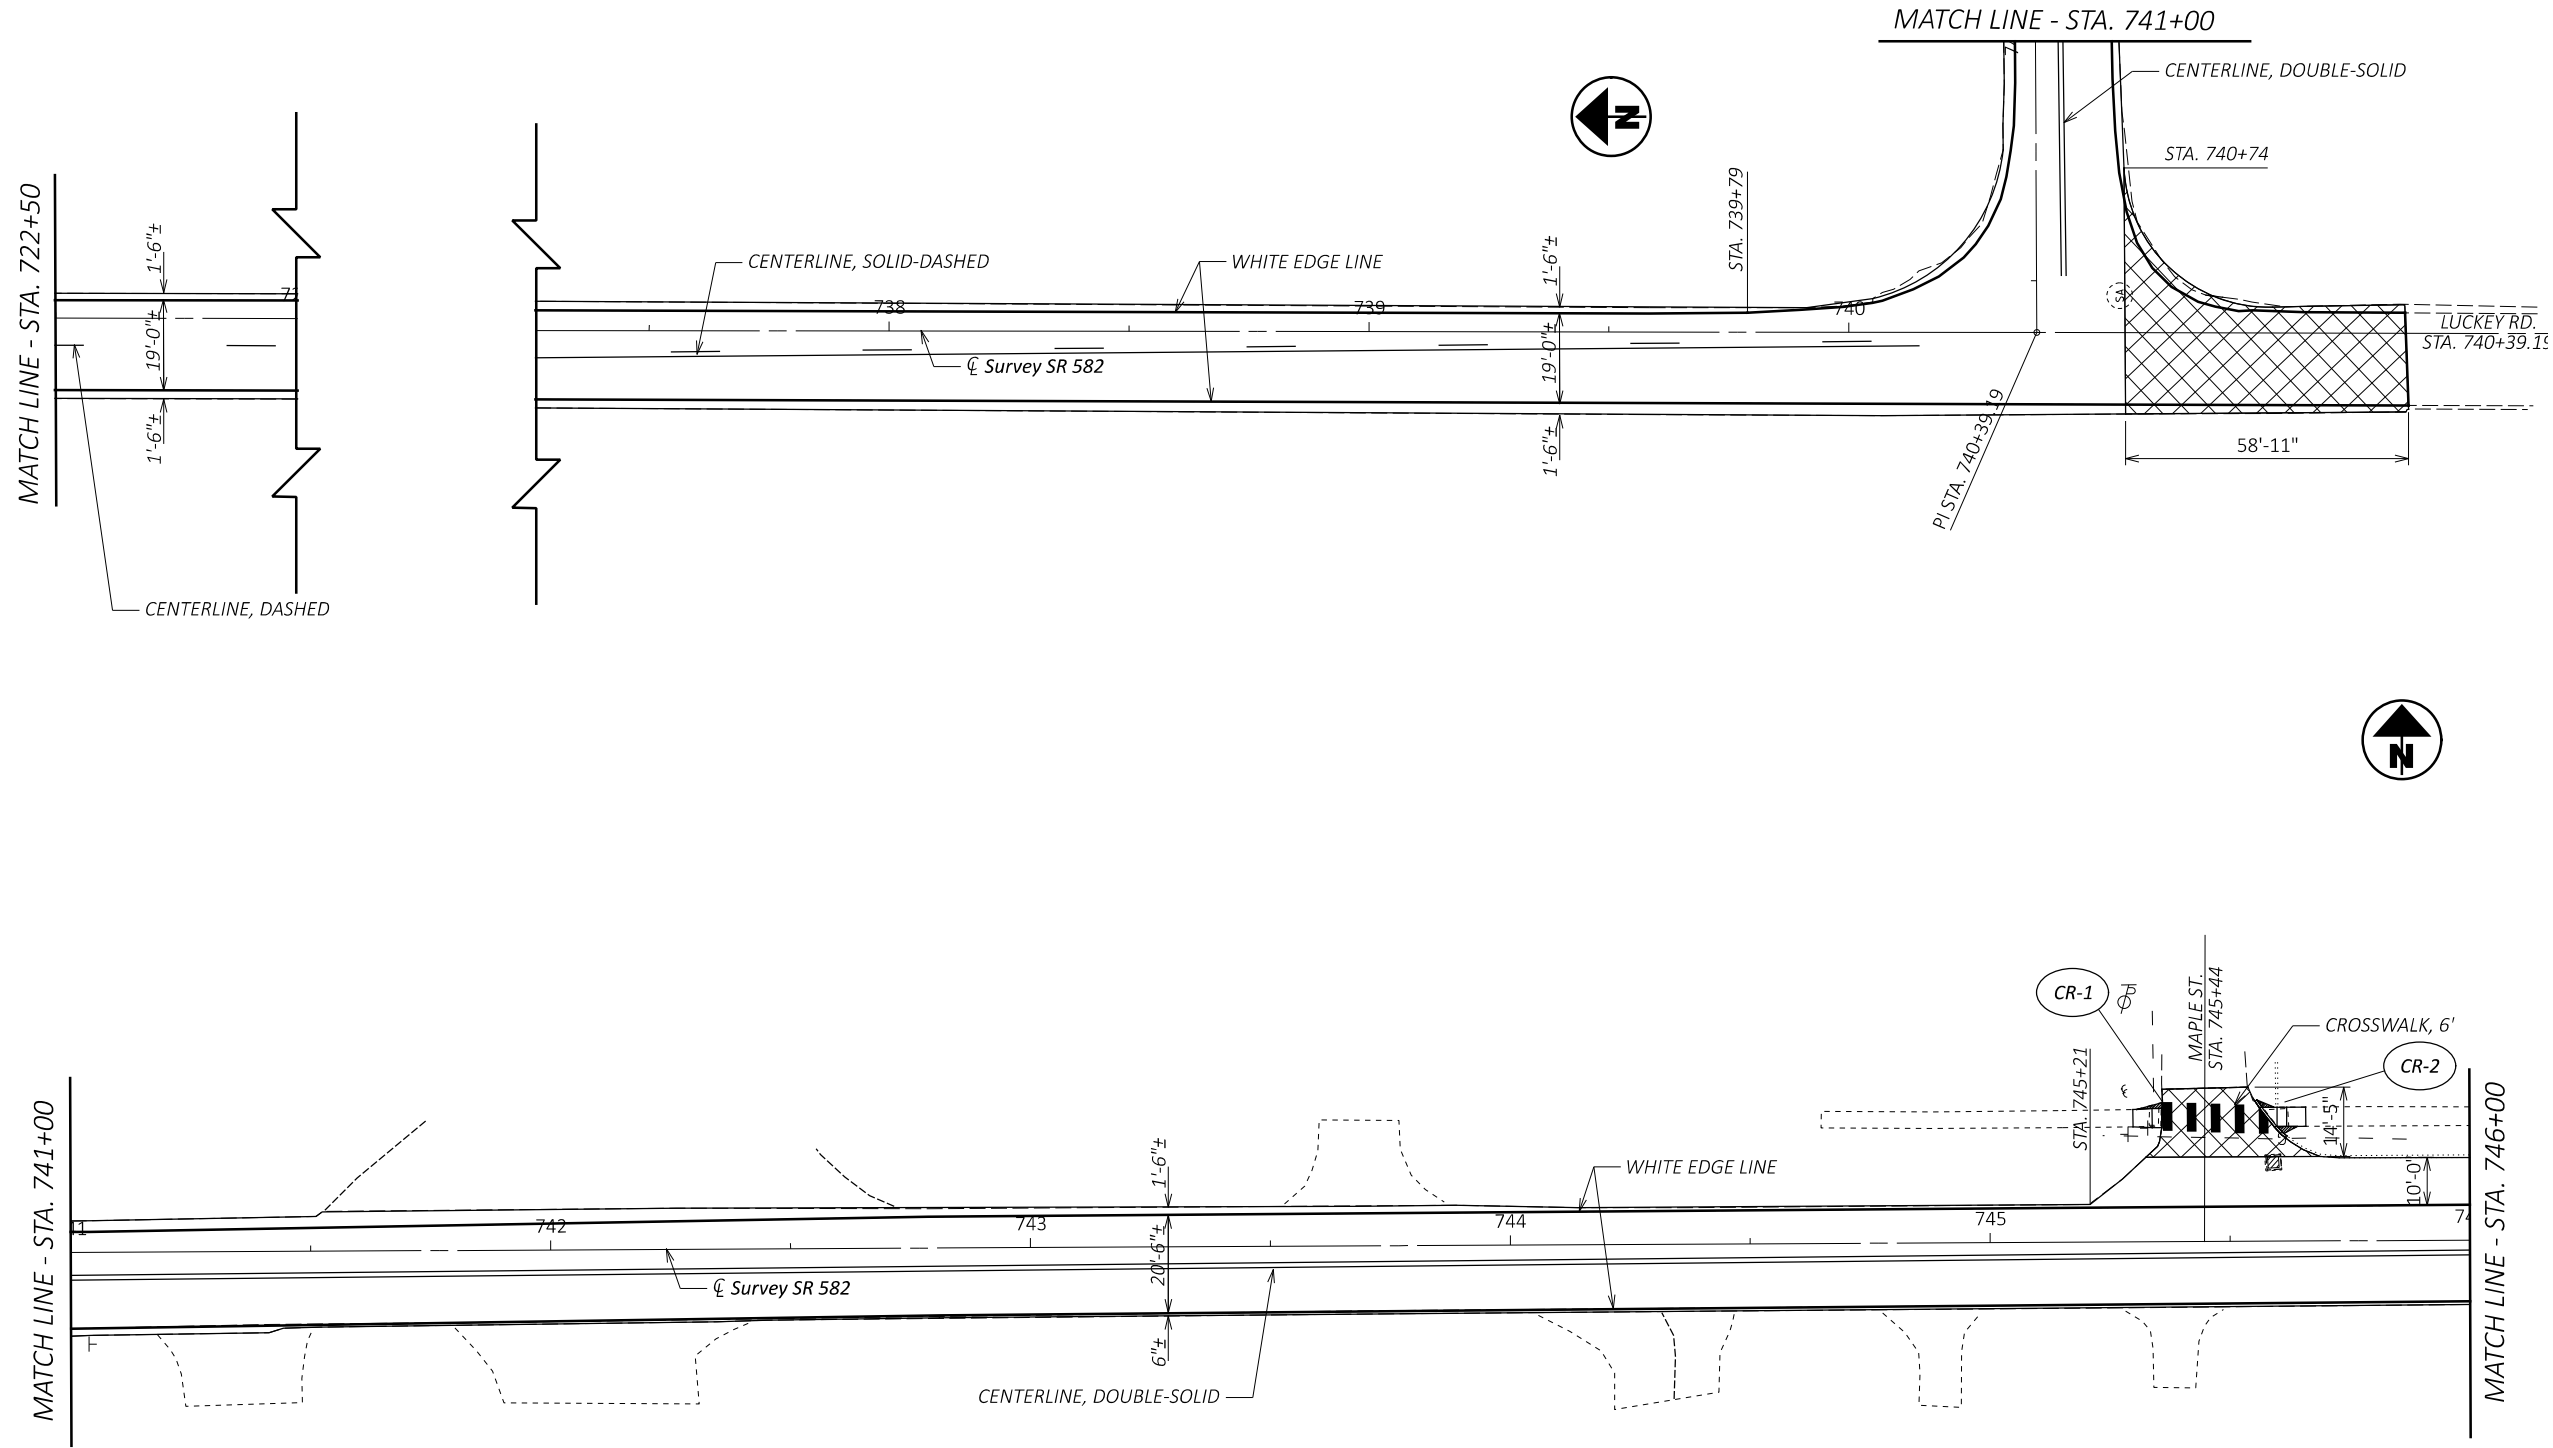 MATCH LINE - STA. 741+00
CENTERLINE, DOUBLE-SOLID
N
STA. 740+74
STA. 739+79
MATCH LINE - STA. 722+50
1'-6"±
19'-0"±
1'-6"±
CENTERLINE, SOLID-DASHED
WHITE EDGE LINE
1'-6"±
19'-0"±
1'-6"±
738
739
740
℄ Survey SR 582
SA
LUCKEY RD.
STA. 740+39.19
PI STA. 740+39.19
58'-11"
CENTERLINE, DASHED
N
CR-1
MAPLE ST.
STA. 745+44
CROSSWALK, 6'
CR-2
STA. 745+21
14'-5"
10'-0"
MATCH LINE - STA. 741+00
MATCH LINE - STA. 746+00
1'-6"±
20'-6"±
6"±
WHITE EDGE LINE
742
743
744
745
℄ Survey SR 582
CENTERLINE, DOUBLE-SOLID